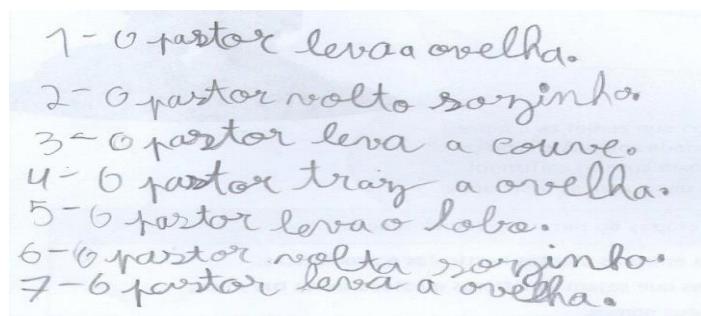 1- O pastor leva a ovelha.
2- O pastor volto sozinho.
3- O pastor leva a couve.
4- O pastor traiz a ovelha.
5- O pastor leva o lobo.
6- O pastor volta sozinho.
7- O pastor leva a ovelha.